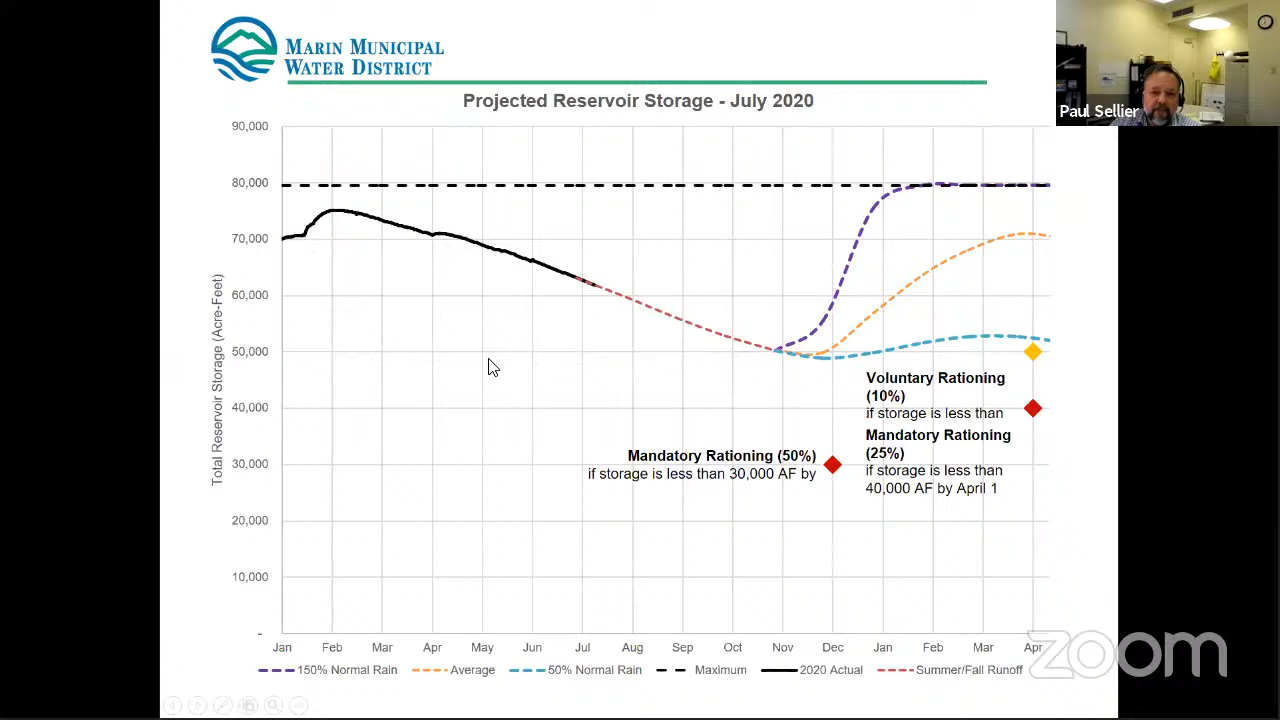 MARIN MUNICIPAL
WATER DISTRICT
Paul Sellier
Projected Reservoir Storage - July 2020
Total Reservoir Storage (Acre-Feet)
90,000
80,000
70,000
60,000
50,000
40,000
30,000
20,000
10,000
-
Voluntary Rationing
(10%)
if storage is less than
Mandatory Rationing
(25%)
if storage is less than
40,000 AF by April 1
Mandatory Rationing (50%)
if storage is less than 30,000 AF by
Jan Feb Mar Apr May Jun Jul Aug Sep Oct Nov Dec Jan Feb Mar Apr
150% Normal Rain Average 50% Normal Rain Maximum 2020 Actual Summer/Fall Runoff
zoom